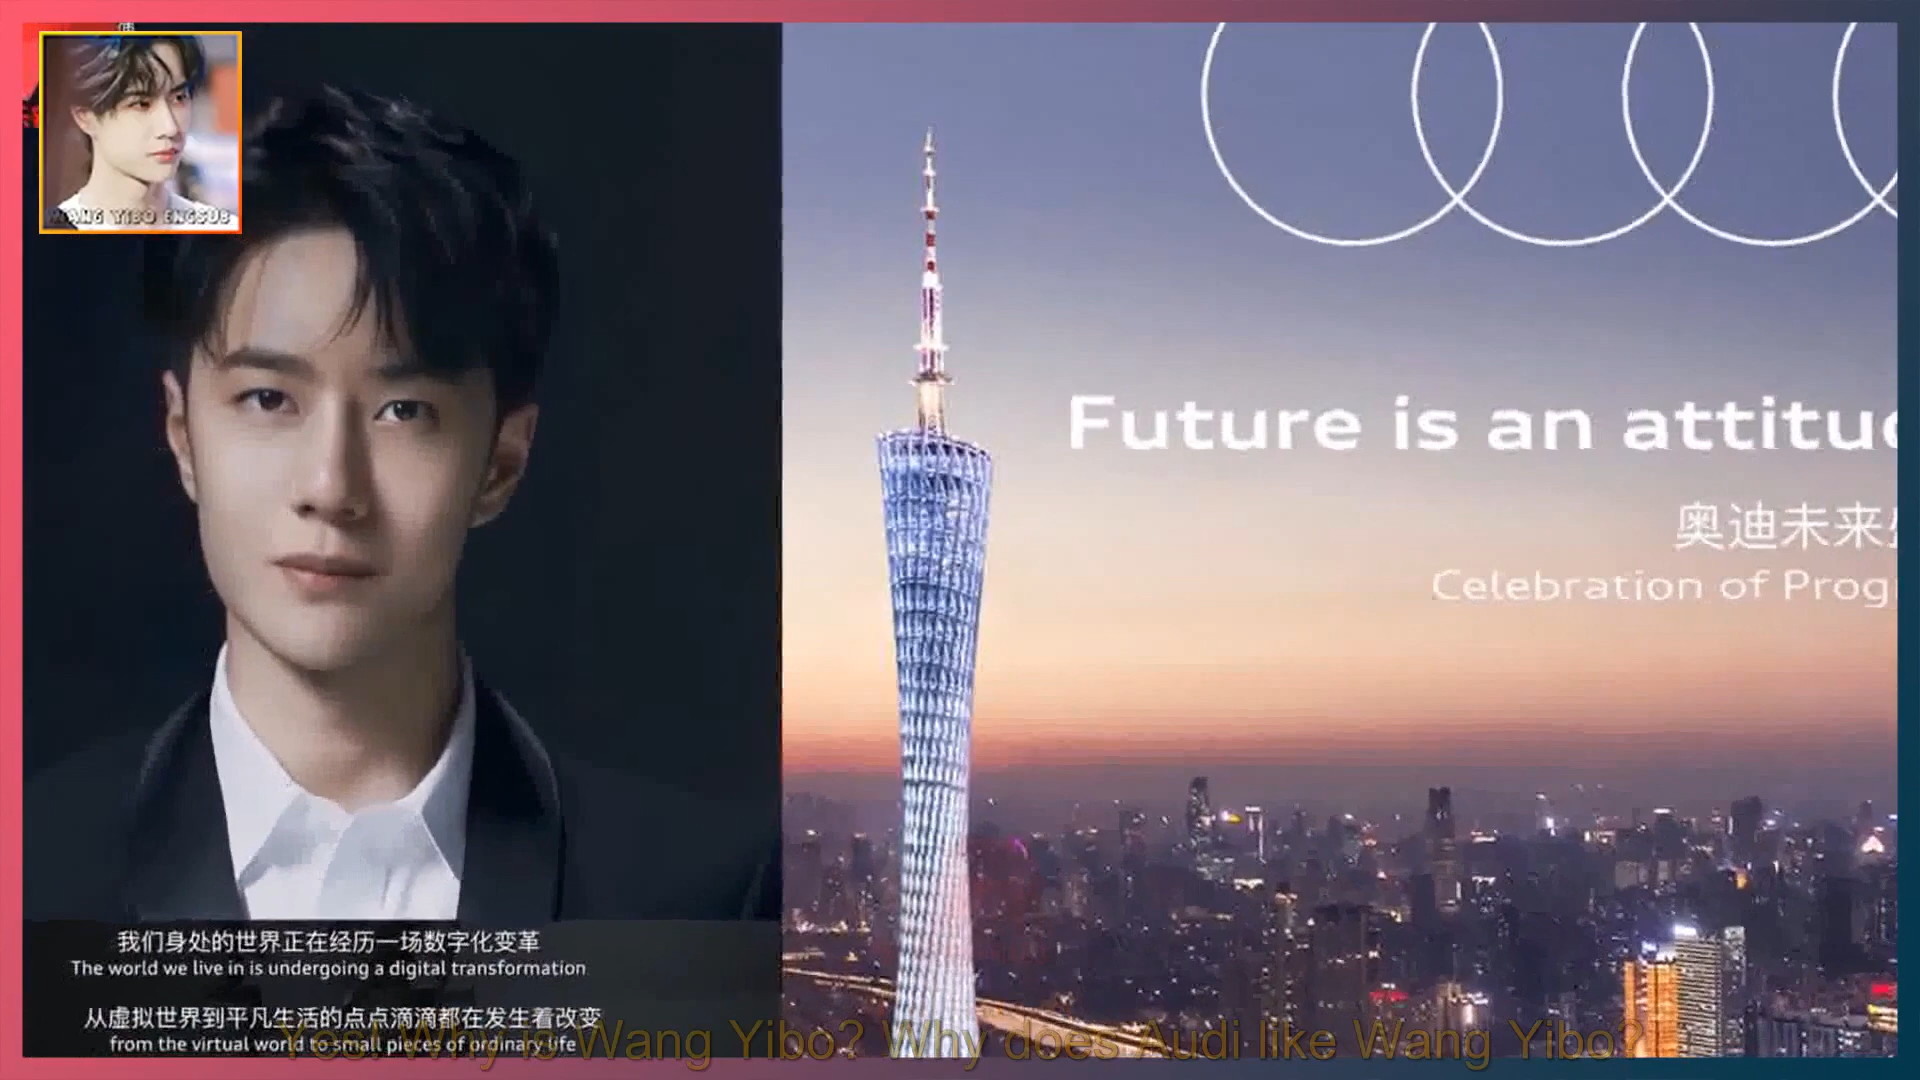 WANG YIBO ENGSUB
Future is an attitud
奥迪未来
Celebration of Prog
我们身处的世界正在经历一场数字化变革
The world we live in is undergoing a digital transformation
从虚拟世界到平凡生活的点点滴滴都在发生着改变
from the virtual world to small pieces of ordinary life
Yes! Why is Wang Yibo? Why does Audi like Wang Yibo?